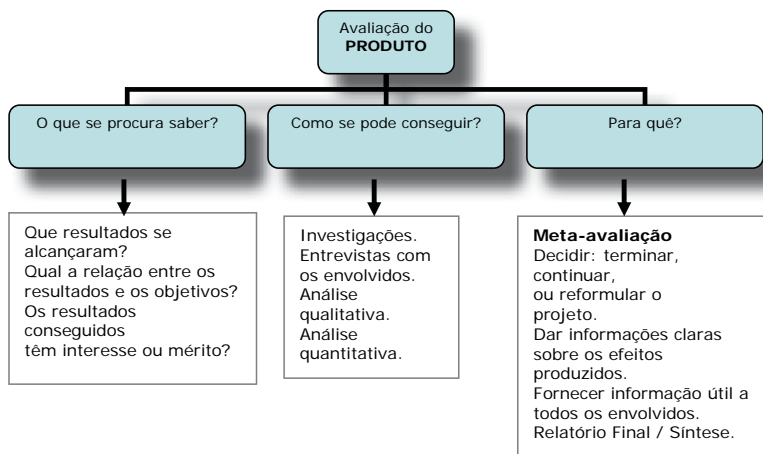 Avaliação do
PRODUTO
O que se procura saber?
Como se pode conseguir?
Para quê?
Que resultados se
alcançaram?
Qual a relação entre os
resultados e os objetivos?
Os resultados
conseguidos
têm interesse ou mérito?
Investigações.
Entrevistas com
os envolvidos.
Análise
qualitativa.
Análise
quantitativa.
Meta-avaliação
Decidir: terminar,
continuar,
ou reformular o
projeto.
Dar informações claras
sobre os efeitos
produzidos.
Fornecer informação útil a
todos os envolvidos.
Relatório Final / Síntese.